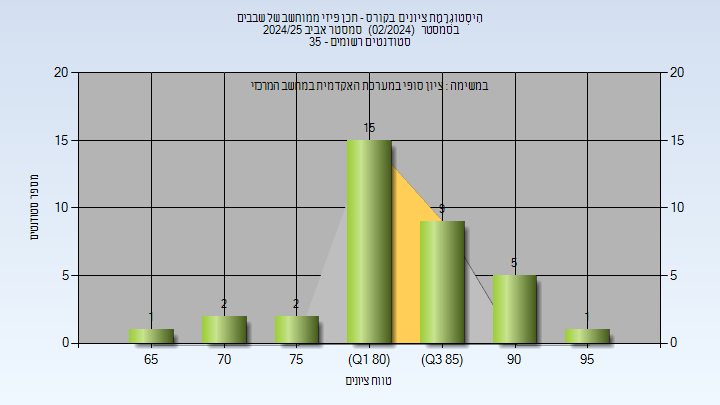 היסטוגרמת ציונים בקורס - תכן פיזי ממוחשב של שבבים
בסמסטר (02/2024) סמסטר אביב 2024/25
סטודנטים רשומים - 35
במשימה : ציון סופי במערכת האקדמית במחשב המרכזי
מספר סטודנטים
20
15
10
5
0
20
15
10
5
0
1
2
2
15
9
5
1
65
70
75
(Q1 80)
(Q3 85)
90
95
טווח ציונים